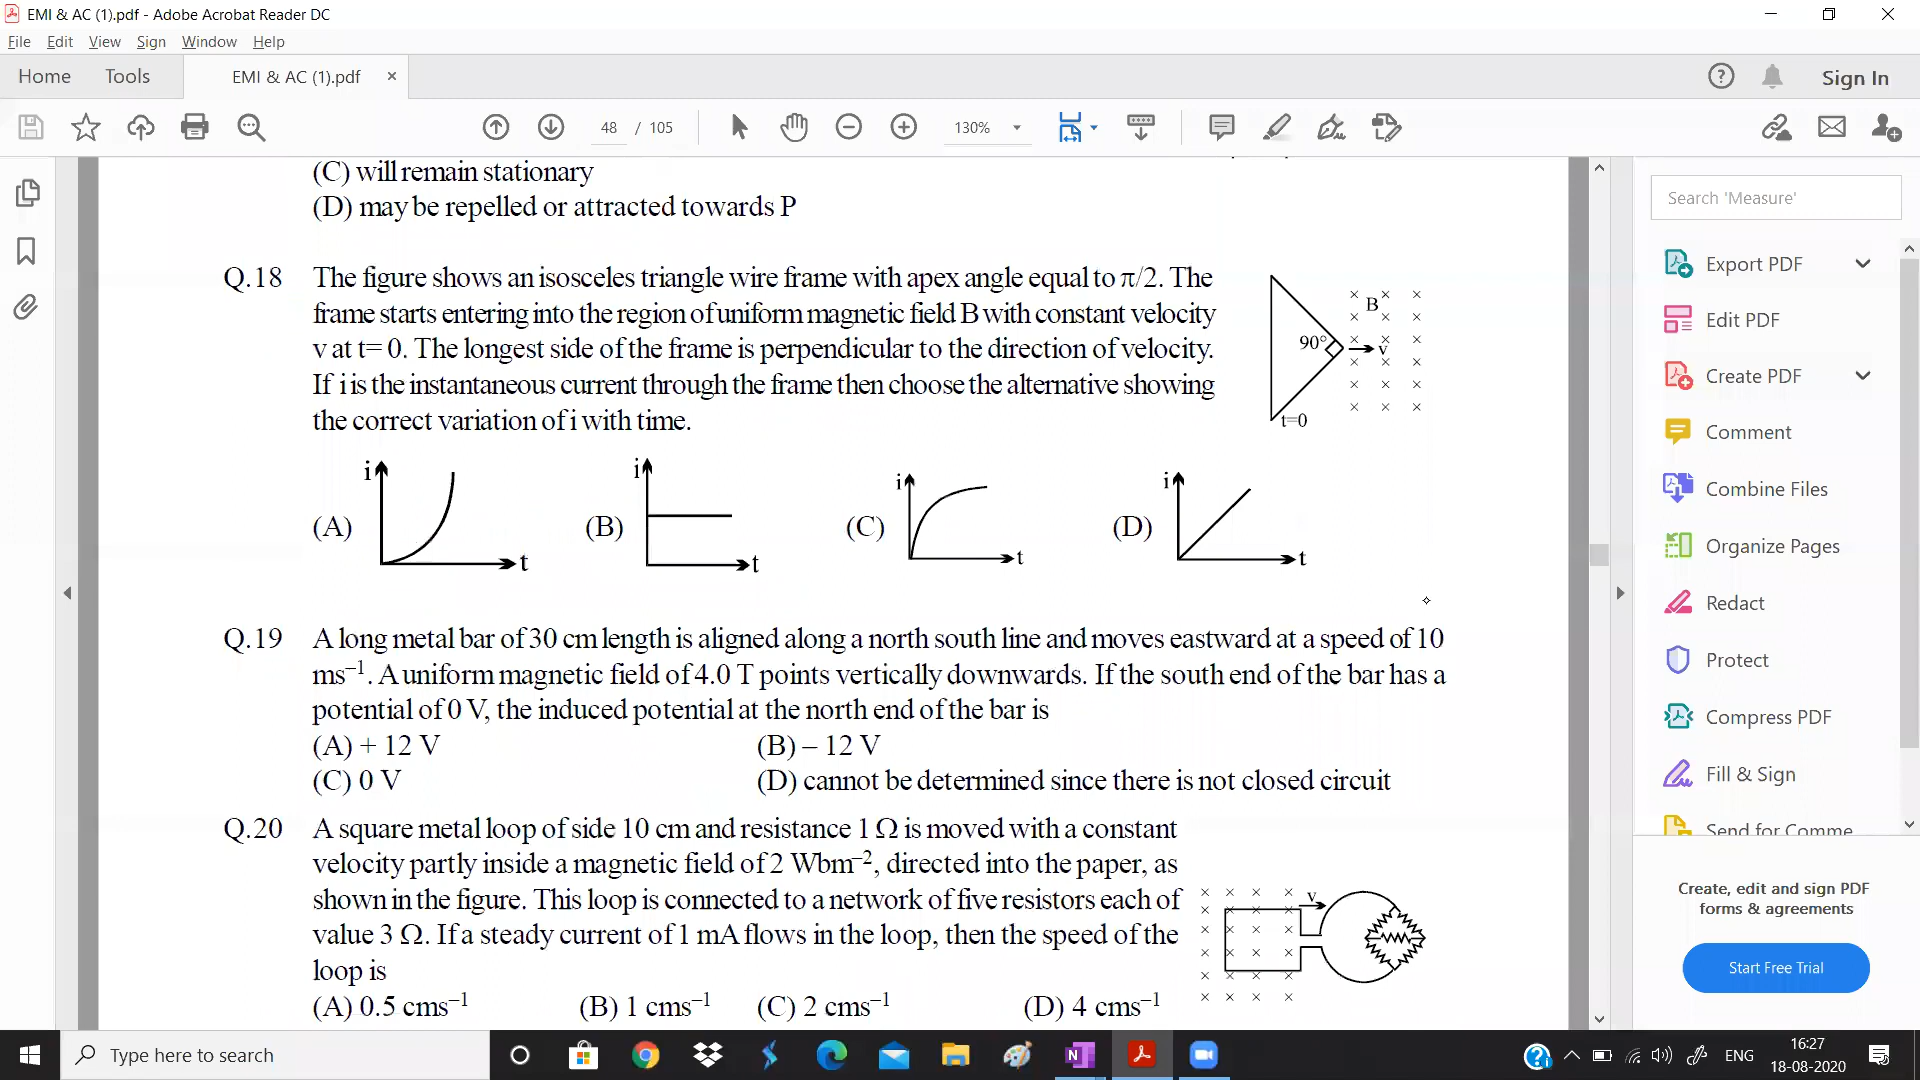 EMI & AC (1).pdf - Adobe Acrobat Reader DC
File Edit View Sign Window Help
Home Tools EMI & AC (1).pdf × Sign In
48 / 105 130%
(C) will remain stationary
(D) may be repelled or attracted towards P
Q.18 The figure shows an isosceles triangle wire frame with apex angle equal to π/2. The
frame starts entering into the region of uniform magnetic field B with constant velocity
v at t= 0. The longest side of the frame is perpendicular to the direction of velocity.
If i is the instantaneous current through the frame then choose the alternative showing
the correct variation of i with time.
B
90°
v
t=0
(A) i t (B) i t (C) i t (D) i t
Q.19 A long metal bar of 30 cm length is aligned along a north south line and moves eastward at a speed of 10
ms⁻¹. A uniform magnetic field of 4.0 T points vertically downwards. If the south end of the bar has a
potential of 0 V, the induced potential at the north end of the bar is
(A) + 12 V (B) – 12 V
(C) 0 V (D) cannot be determined since there is not closed circuit
Q.20 A square metal loop of side 10 cm and resistance 1 Ω is moved with a constant
velocity partly inside a magnetic field of 2 Wbm⁻², directed into the paper, as
shown in the figure. This loop is connected to a network of five resistors each of
value 3 Ω. If a steady current of 1 mA flows in the loop, then the speed of the
loop is
v
(A) 0.5 cms⁻¹ (B) 1 cms⁻¹ (C) 2 cms⁻¹ (D) 4 cms⁻¹
Search 'Measure'
Export PDF
Edit PDF
Create PDF
Comment
Combine Files
Organize Pages
Redact
Protect
Compress PDF
Fill & Sign
Send for Comme
Create, edit and sign PDF
forms & agreements
Start Free Trial
Type here to search
ENG
16:27
18-08-2020